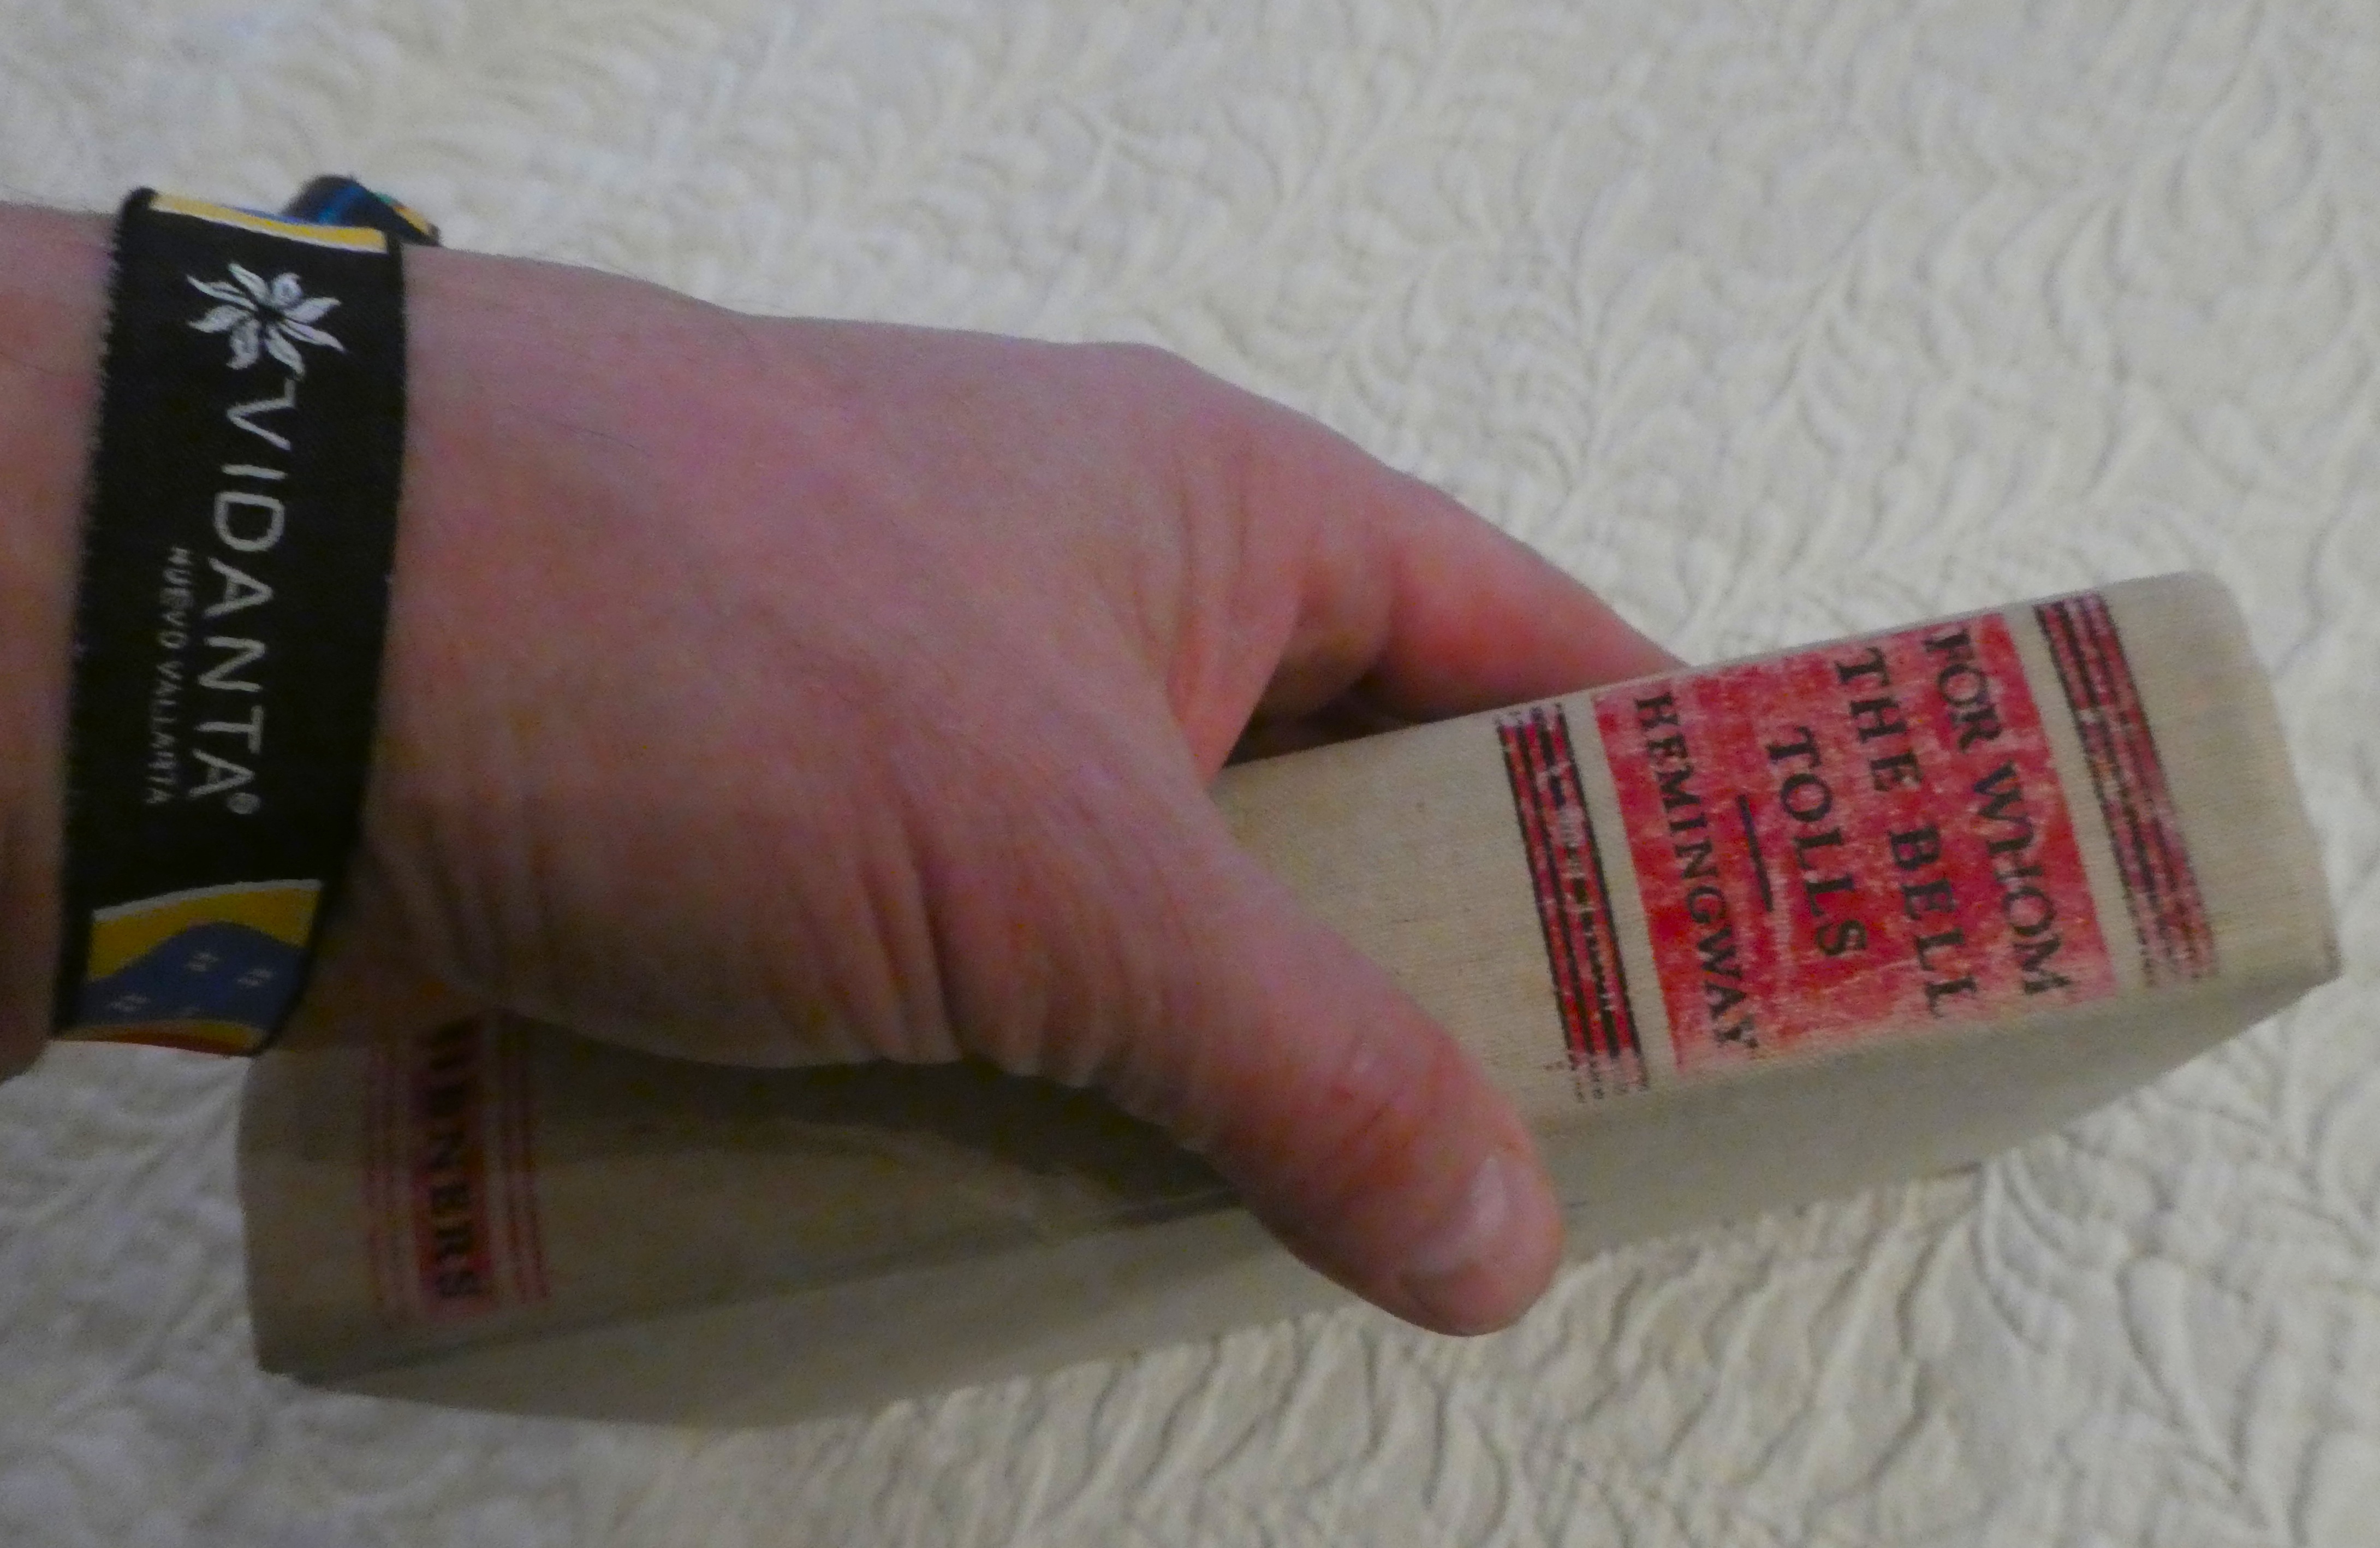 VIDANTA®
NUEVO VALLARTA
FOR WHOM
THE BELL
TOLLS
HEMINGWAY